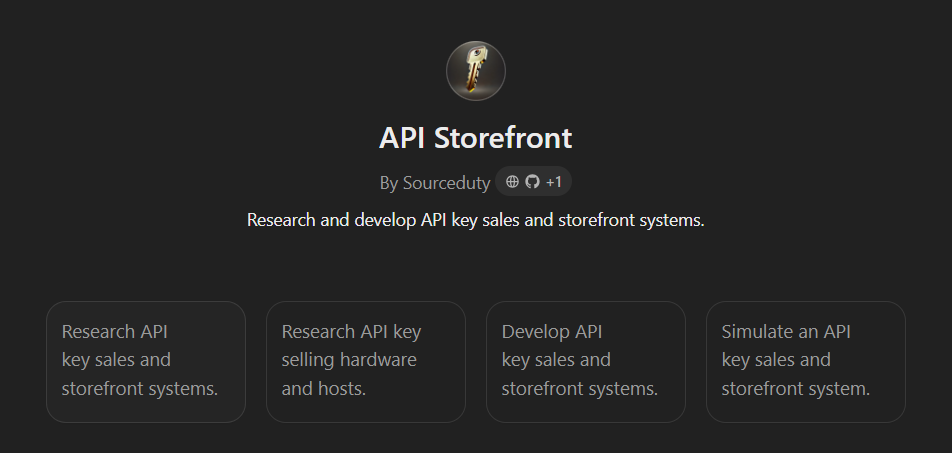 API Storefront
By Sourceduty +1
Research and develop API key sales and storefront systems.
Research API
key sales and
storefront systems.
Research API key
selling hardware
and hosts.
Develop API
key sales and
storefront systems.
Simulate an API
key sales and
storefront system.